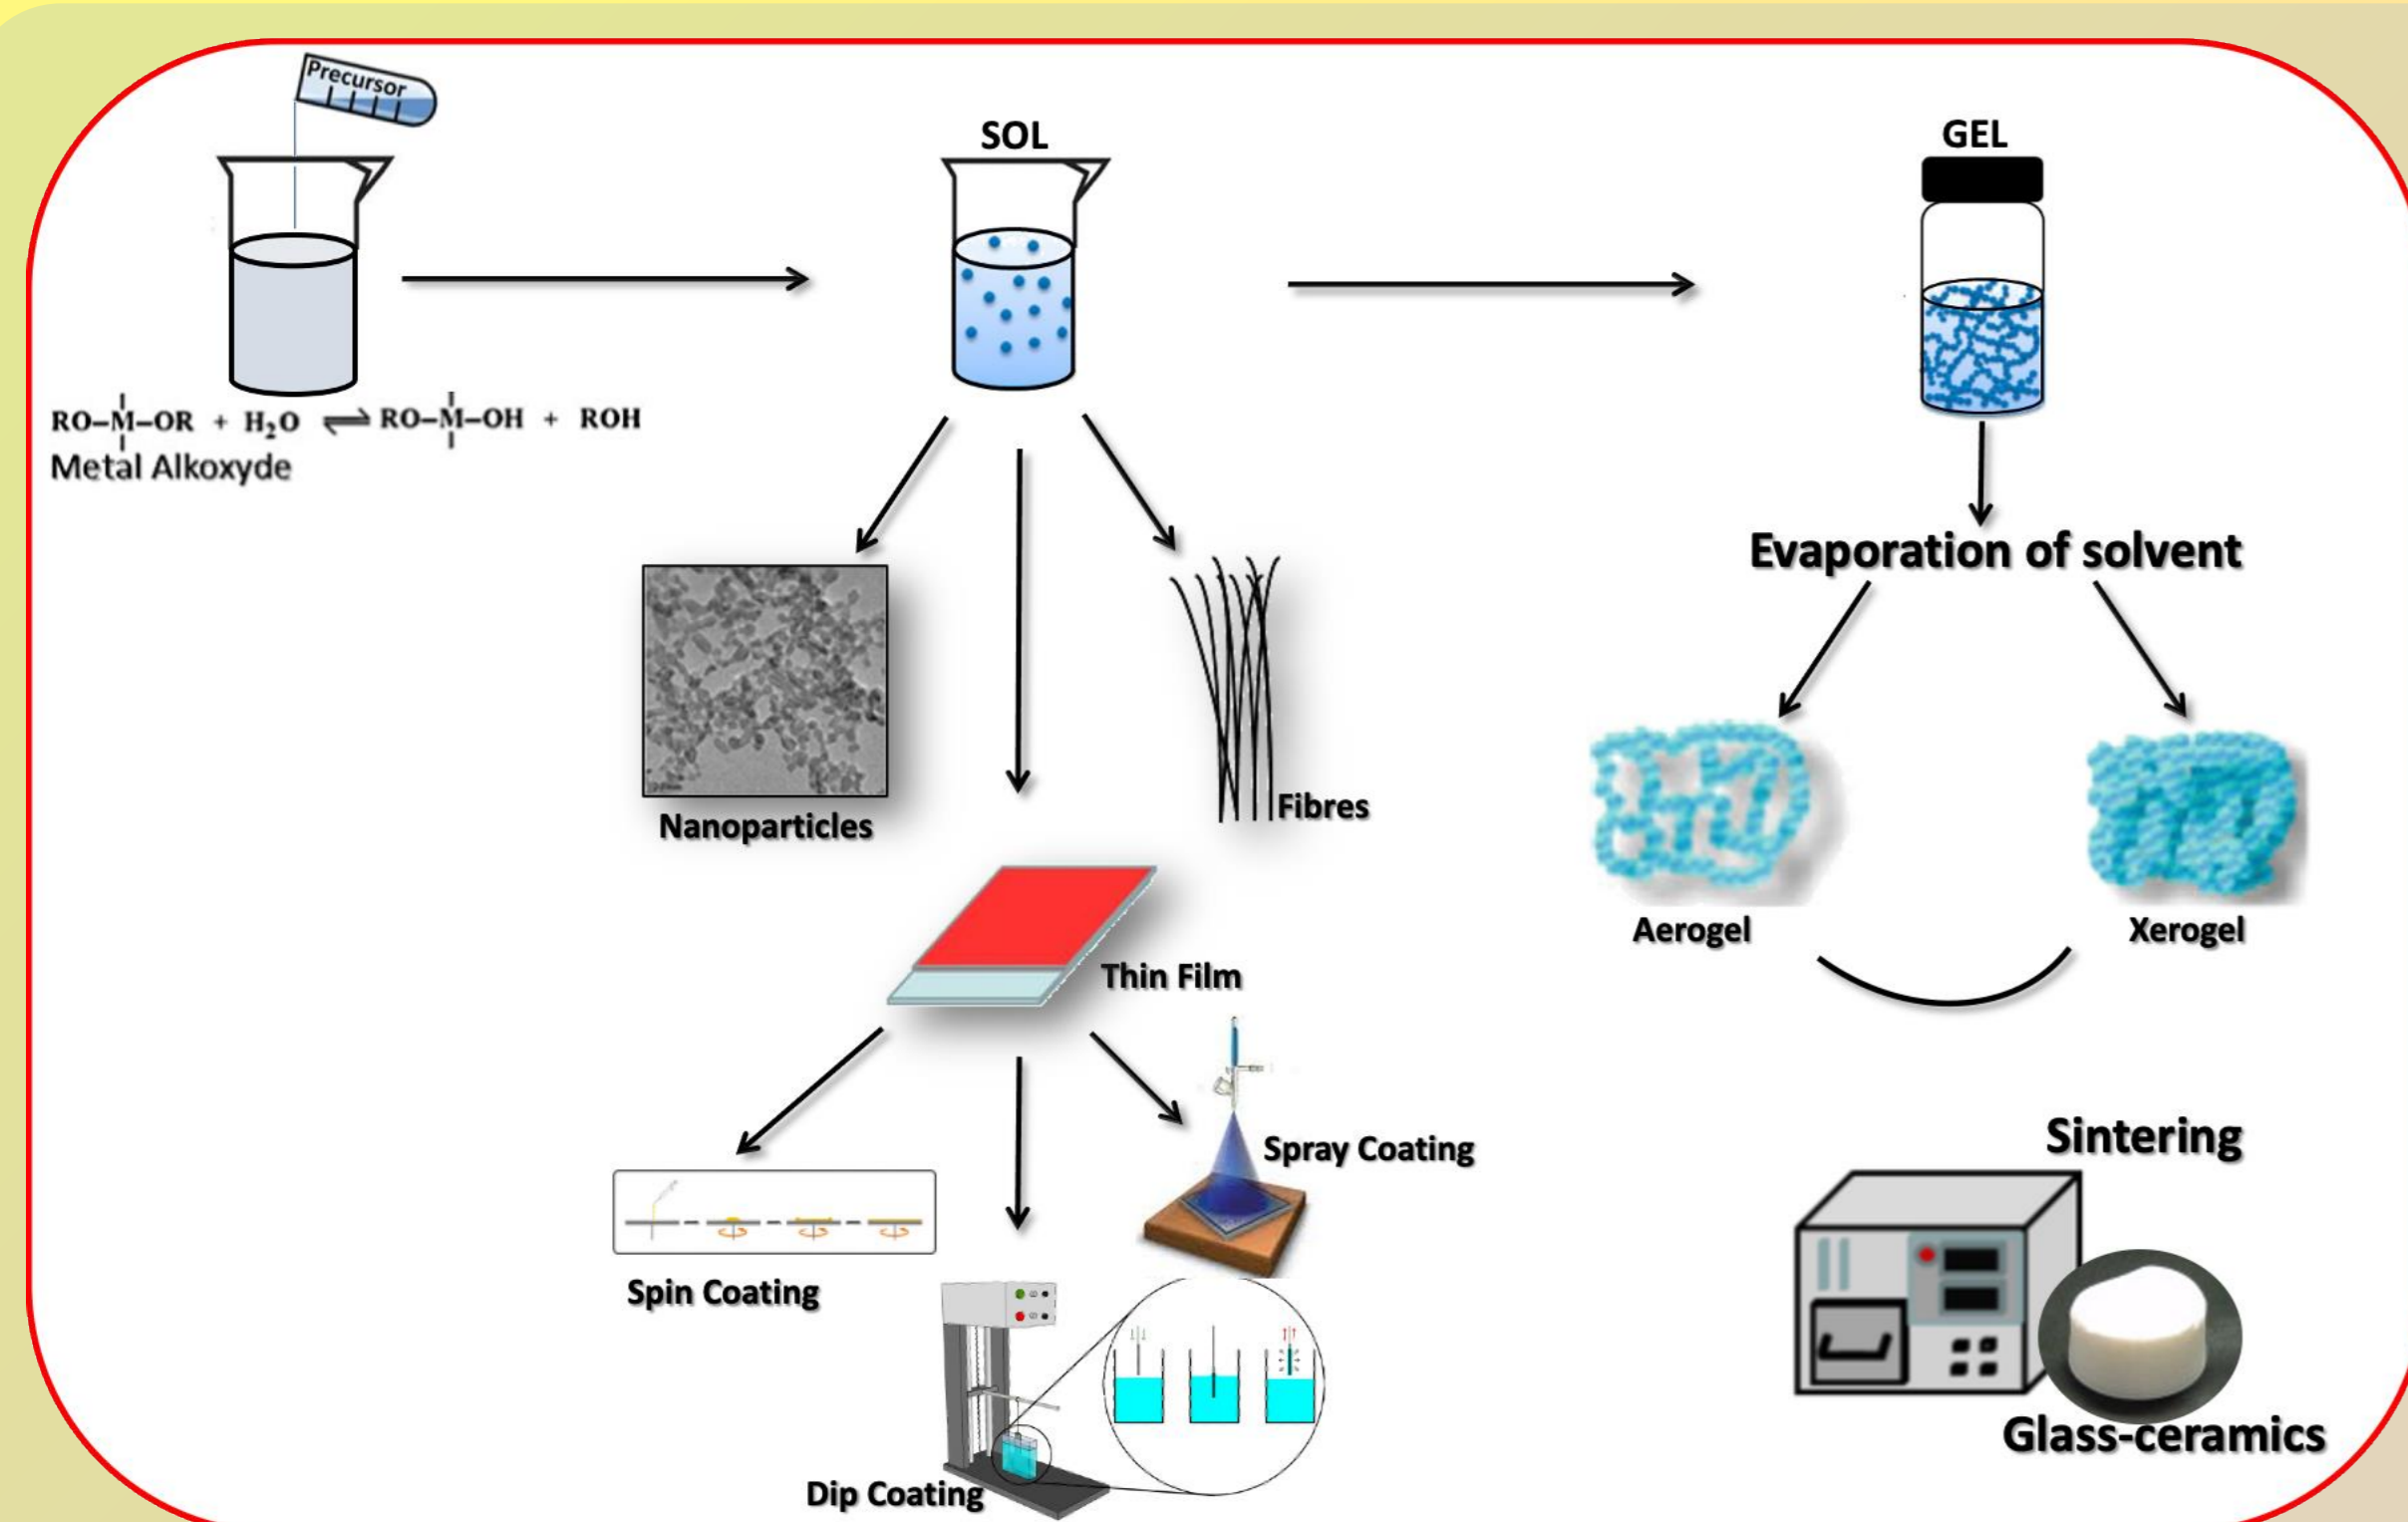 Precursor
SOL
GEL
RO–M–OR + H₂O ⇌ RO–M–OH + ROH
Metal Alkoxyde
Evaporation of solvent
Nanoparticles
Fibres
Aerogel
Xerogel
Thin Film
Spray Coating
Sintering
Spin Coating
Glass-ceramics
Dip Coating